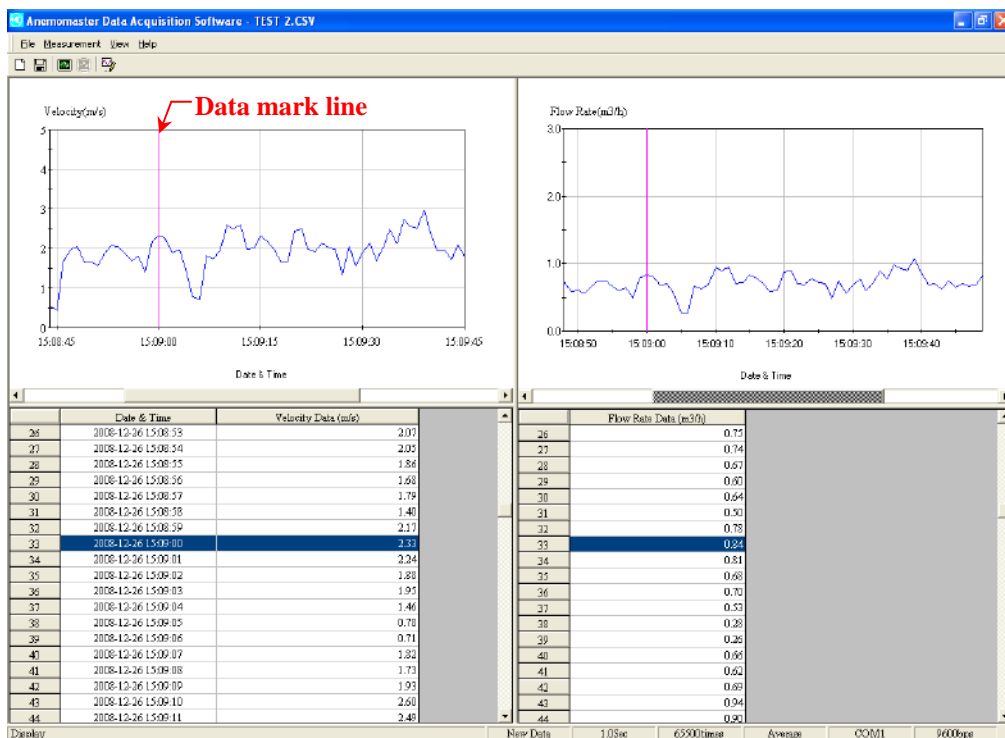 Anemomaster Data Acquisition Software - TEST 2.CSV
File Measurement View Help
Data mark line
Velocity(m/s)
5
4
3
2
1
0
15:08:45 15:09:00 15:09:15 15:09:30 15:09:45
Date & Time
Flow Rate(m3/h)
3.0
2.0
1.0
0.0
15:08:50 15:09:00 15:09:10 15:09:20 15:09:30 15:09:40
Date & Time
Date & Time Velocity Data (m/s)
26 2008-12-26 15:08:53 2.07
27 2008-12-26 15:08:54 2.05
28 2008-12-26 15:08:55 1.86
29 2008-12-26 15:08:56 1.68
30 2008-12-26 15:08:57 1.79
31 2008-12-26 15:08:58 1.40
32 2008-12-26 15:08:59 2.17
33 2008-12-26 15:09:00 2.33
34 2008-12-26 15:09:01 2.24
35 2008-12-26 15:09:02 1.88
36 2008-12-26 15:09:03 1.95
37 2008-12-26 15:09:04 1.46
38 2008-12-26 15:09:05 0.78
39 2008-12-26 15:09:06 0.71
40 2008-12-26 15:09:07 1.82
41 2008-12-26 15:09:08 1.73
42 2008-12-26 15:09:09 1.93
43 2008-12-26 15:09:10 2.60
44 2008-12-26 15:09:11 2.49
Flow Rate Data (m3/h)
26 0.75
27 0.74
28 0.67
29 0.60
30 0.64
31 0.50
32 0.78
33 0.84
34 0.81
35 0.68
36 0.70
37 0.53
38 0.28
39 0.26
40 0.66
41 0.62
42 0.69
43 0.94
44 0.90
Display New Data 1.0Sec 65500times Average COM1 9600bps